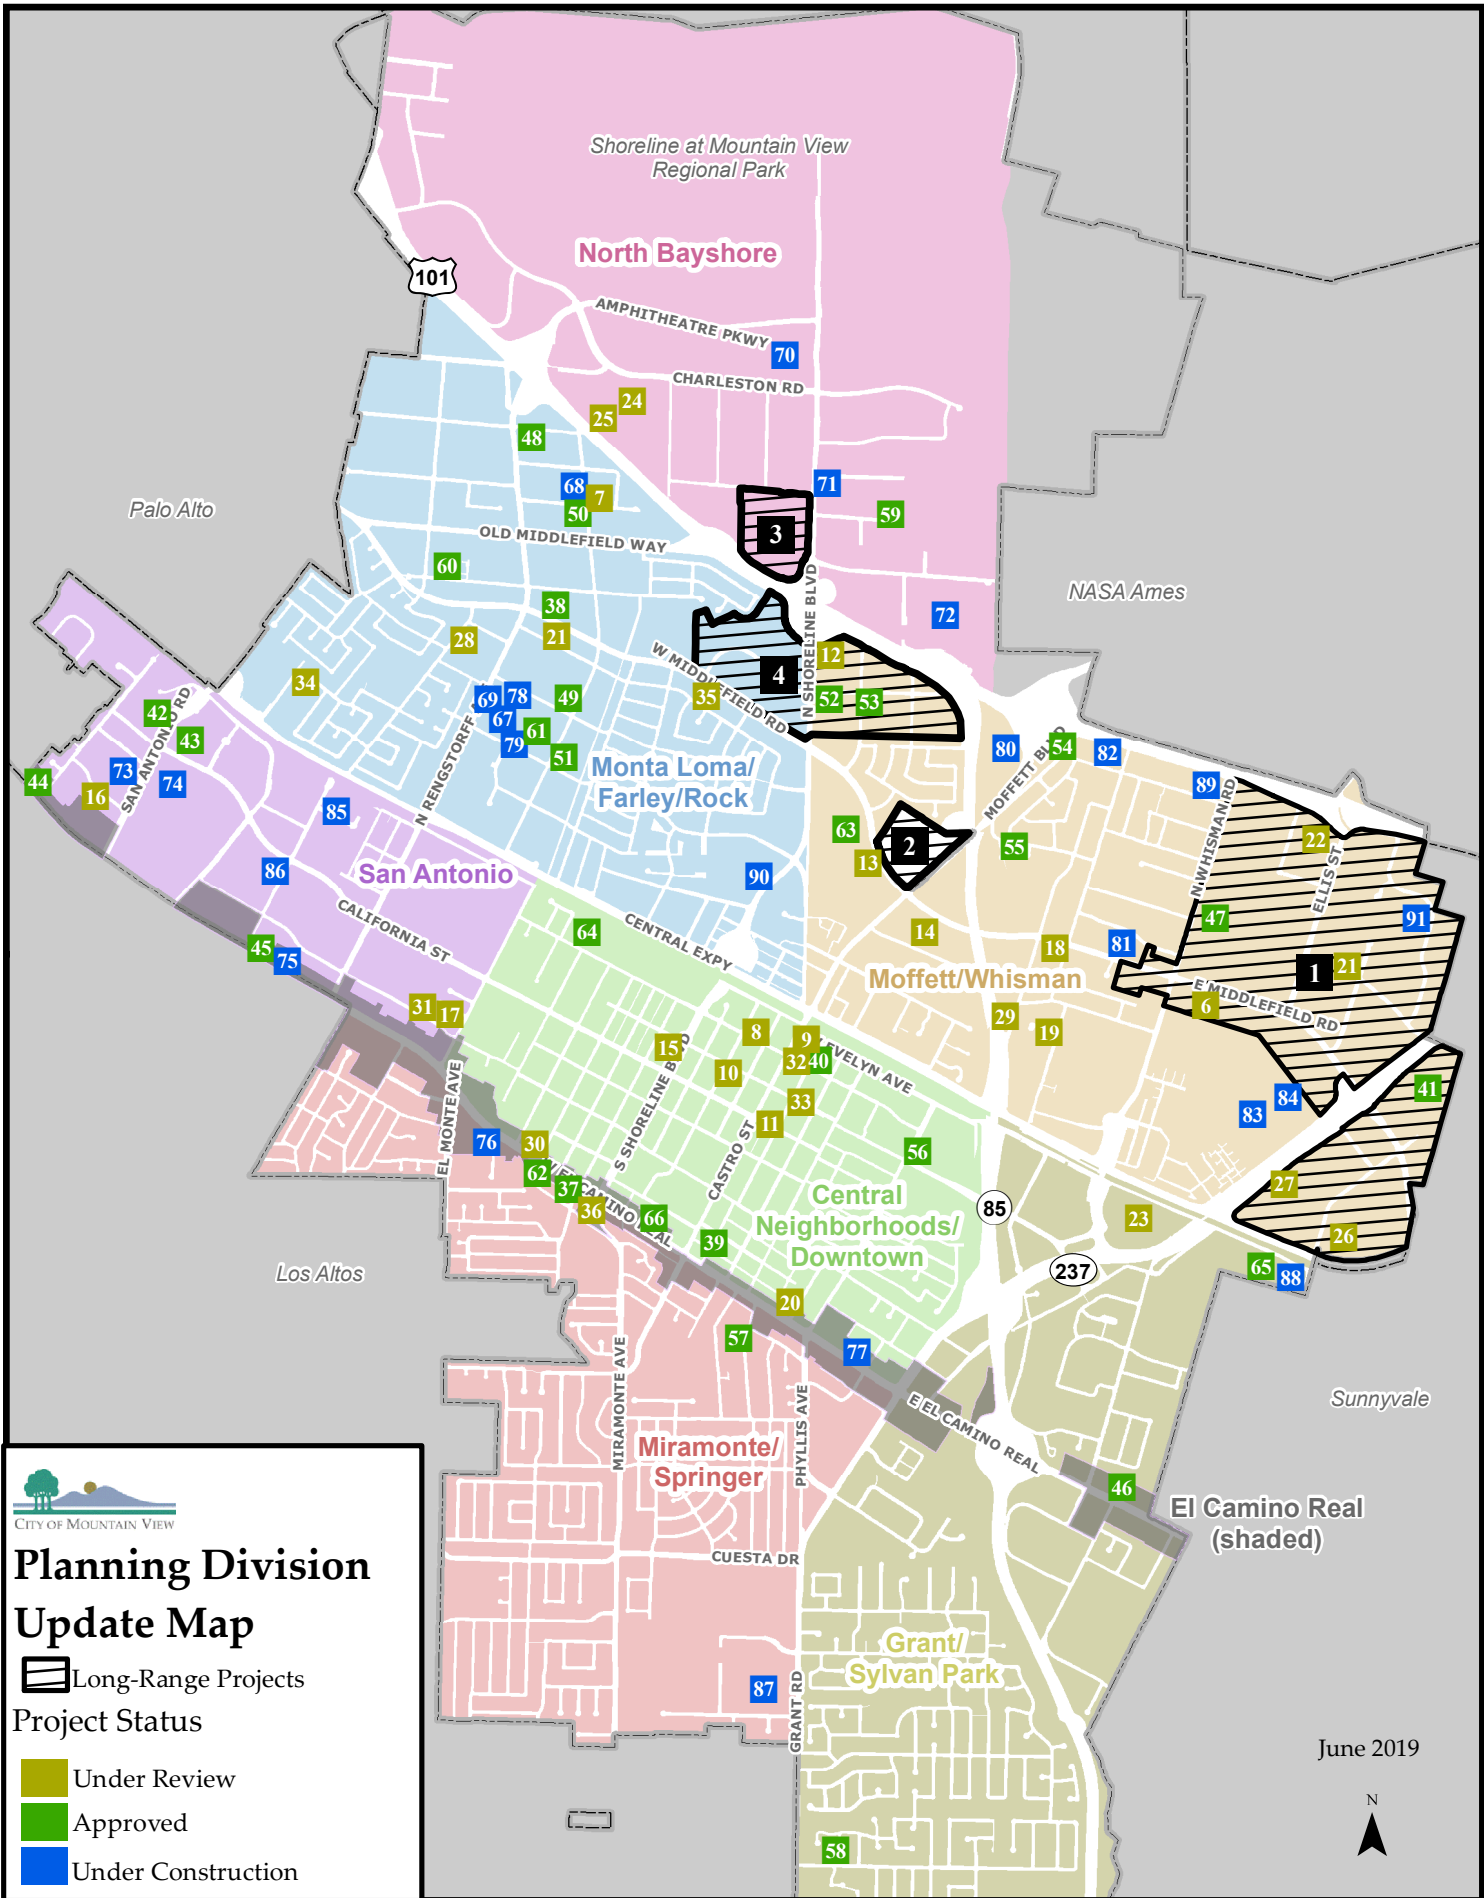 Shoreline at Mountain View
Regional Park
North Bayshore
101
AMPHITHEATRE PKWY
70
CHARLESTON RD
24
25
48
68
7
50
71
59
3
Palo Alto
OLD MIDDLEFIELD WAY
60
38
21
28
N SHORELINE BLVD
NASA Ames
72
12
4
W MIDDLEFIELD RD
35
52
53
34
69
78
49
67
61
79
51
N RENGSTORFF A
42
43
SAN ANTONIO RD
44
73
74
16
Monta Loma/
Farley/Rock
80
54
82
MOFFETT BLVD
89
N WHISMAN RD
85
63
2
13
55
22
ELLIS ST
86
San Antonio
90
47
91
CALIFORNIA ST
64
CENTRAL EXPY
14
18
81
45
75
Moffett/Whisman
1
21
E MIDDLEFIELD RD
6
31
17
29
19
15
8
9
32
40
EVELYN AVE
10
33
11
S SHORELINE BLVD
CASTRO ST
EL MONTE AVE
84
83
41
76
30
62
37
36
W EL CAMINO REAL
66
39
56
Central
Neighborhoods/
Downtown
85
23
27
26
237
65
88
Los Altos
20
57
77
MIRAMONTE AVE
PHYLLIS AVE
E EL CAMINO REAL
Sunnyvale
Miramonte/
Springer
46
El Camino Real
(shaded)
CUESTA DR
Grant/
Sylvan Park
87
GRANT RD
58
CITY OF MOUNTAIN VIEW
Planning Division
Update Map
Long-Range Projects
Project Status
Under Review
Approved
Under Construction
June 2019
N